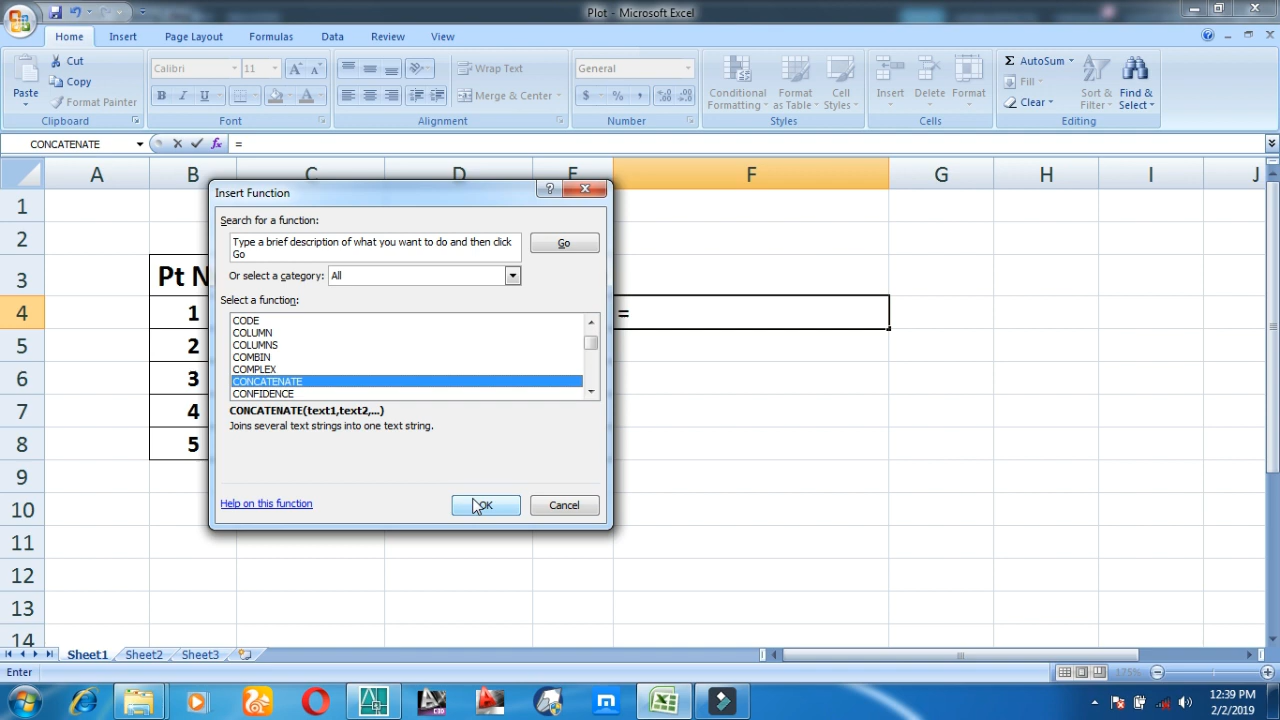 Plot - Microsoft Excel
Home Insert Page Layout Formulas Data Review View
Paste
Cut
Copy
Format Painter
Clipboard
Calibri 11
B I U
Font
Wrap Text
Merge & Center
Alignment
General
$ % ,
Number
Conditional Formatting
Format as Table
Cell Styles
Styles
Insert Delete Format
Cells
Σ AutoSum
Fill
Clear
Sort & Filter
Find & Select
Editing
CONCATENATE fx =
A B C D E F G H I J
1
2
3 Pt N
4 1 =
5 2
6 3
7 4
8 5
9
10
11
12
13
14
Insert Function
Search for a function:
Type a brief description of what you want to do and then click
Go
Go
Or select a category: All
Select a function:
CODE
COLUMN
COLUMNS
COMBIN
COMPLEX
CONCATENATE
CONFIDENCE
CONCATENATE(text1,text2,...)
Joins several text strings into one text string.
Help on this function OK Cancel
Sheet1 Sheet2 Sheet3
Enter 175%
12:39 PM
2/2/2019